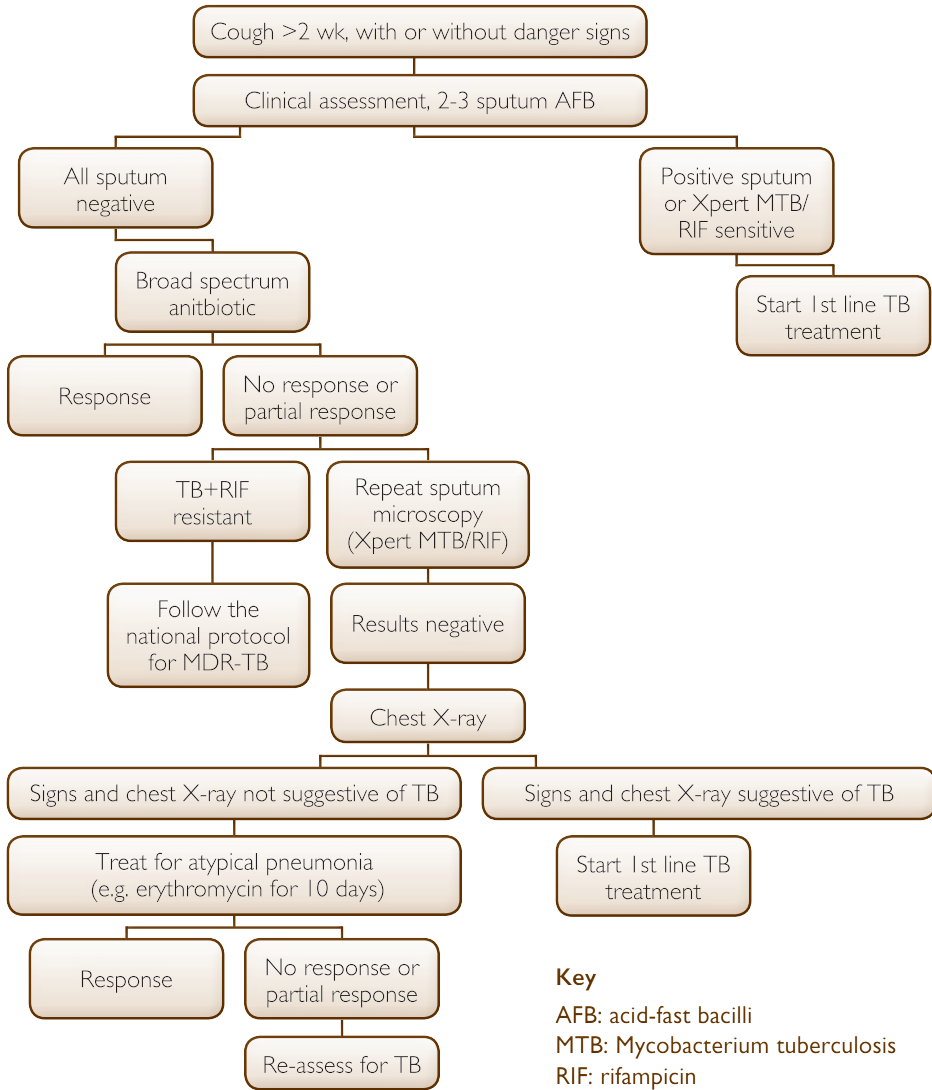 Cough >2 wk, with or without danger signs
Clinical assessment, 2-3 sputum AFB
All sputum
negative
Positive sputum
or Xpert MTB/
RIF sensitive
Broad spectrum
anitbiotic
Start 1st line TB
treatment
Response
No response or
partial response
TB+RIF
resistant
Repeat sputum
microscopy
(Xpert MTB/RIF)
Follow the
national protocol
for MDR-TB
Results negative
Chest X-ray
Signs and chest X-ray not suggestive of TB
Signs and chest X-ray suggestive of TB
Treat for atypical pneumonia
(e.g. erythromycin for 10 days)
Start 1st line TB
treatment
Response
No response or
partial response
Re-assess for TB
Key
AFB: acid-fast bacilli
MTB: Mycobacterium tuberculosis
RIF: rifampicin